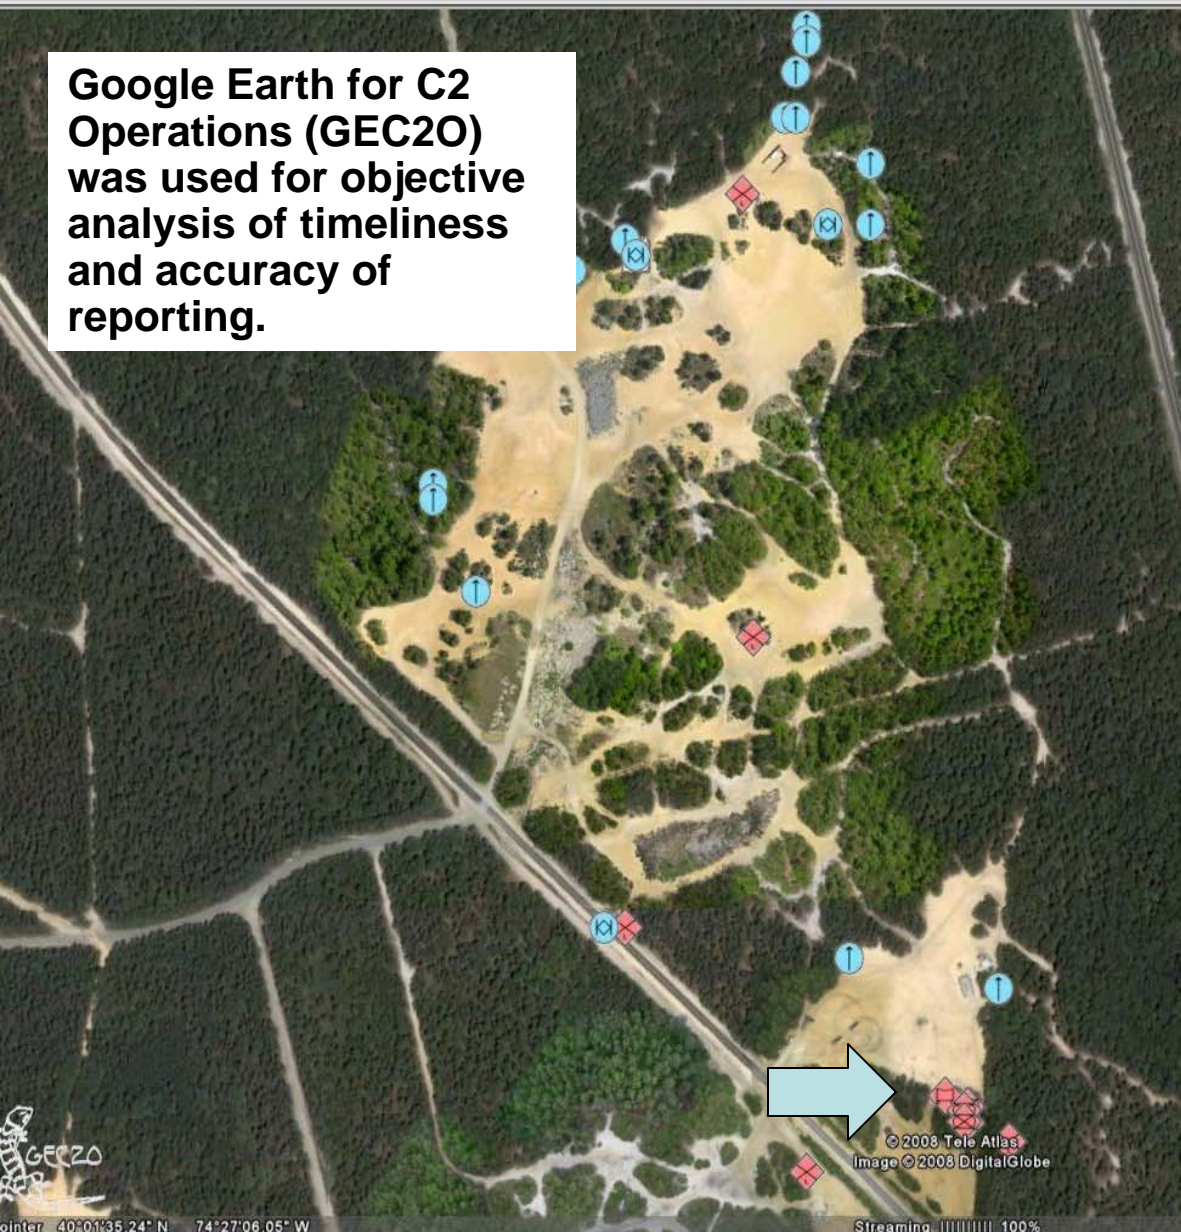 Google Earth for C2
Operations (GEC2O)
was used for objective
analysis of timeliness
and accuracy of
reporting.
© 2008 Tele Atlas
Image © 2008 DigitalGlobe
GEC2O
ointer 40°01'35.24" N 74°27'06.05" W
Streaming ||||||||| 100%